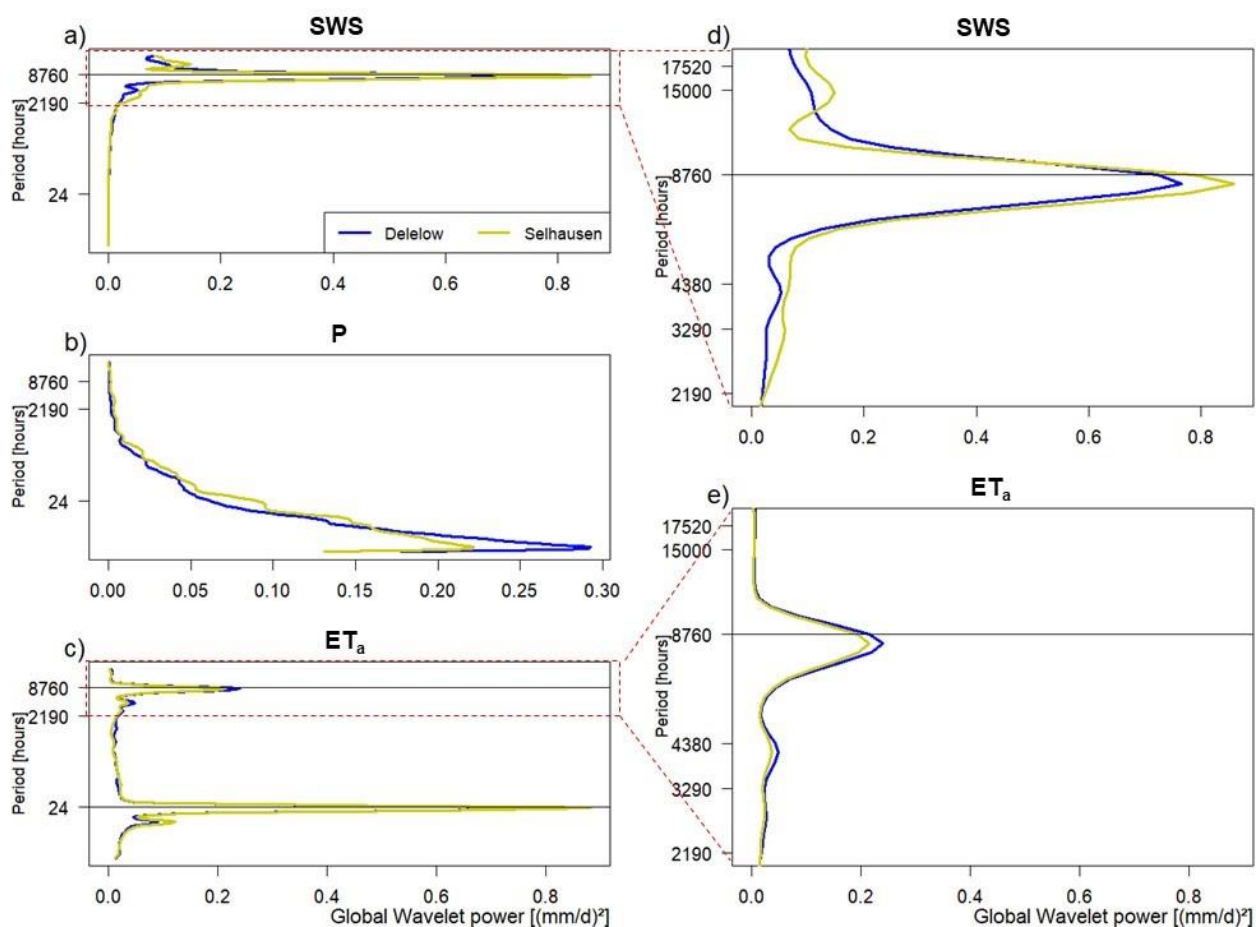 a)
SWS
8760
2190
24
Period [hours]
Delelow
Selhausen
0.0 0.2 0.4 0.6 0.8
b)
P
8760
2190
24
Period [hours]
0.00 0.05 0.10 0.15 0.20 0.25 0.30
c)
ETa
8760
2190
24
Period [hours]
0.0 0.2 0.4 0.6 0.8
Global Wavelet power [(mm/d)²]
d)
SWS
17520
15000
8760
4380
3290
2190
Period [hours]
0.0 0.2 0.4 0.6 0.8
e)
ETa
17520
15000
8760
4380
3290
2190
Period [hours]
0.0 0.2 0.4 0.6 0.8
Global Wavelet power [(mm/d)²]